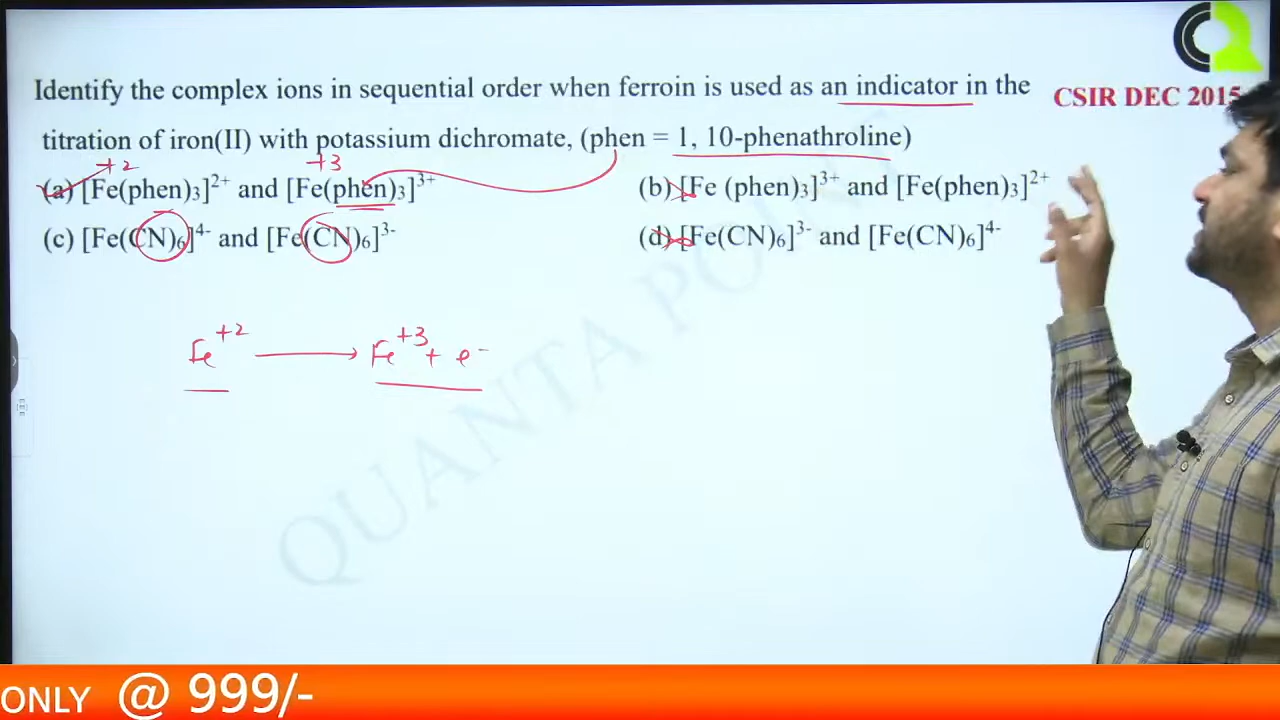 Identify the complex ions in sequential order when ferroin is used as an indicator in the
CSIR DEC 2015
titration of iron(II) with potassium dichromate, (phen = 1, 10-phenathroline)
+2 +3
(a) [Fe(phen)₃]²⁺ and [Fe(phen)₃]³⁺ (b) [Fe (phen)₃]³⁺ and [Fe(phen)₃]²⁺
(c) [Fe(CN)₆]⁴⁻ and [Fe(CN)₆]³⁻ (d) [Fe(CN)₆]³⁻ and [Fe(CN)₆]⁴⁻
Fe⁺² → Fe⁺³ + e⁻
QUANTA POINT
ONLY @ 999/-